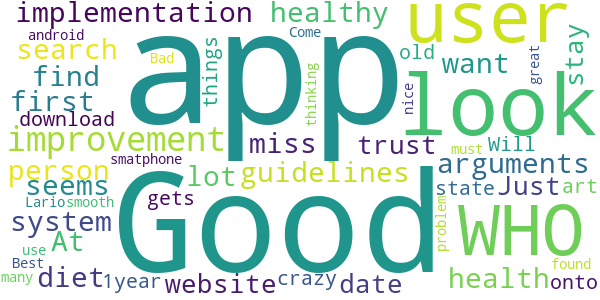 implementation
healthy
user
android
Come
search
Bad
things
old
stay
find
app
want
great
look
first
thinking
nice
download
improvement
miss
trust
must
Will
person
smatphone
guidelines
arguments
seems
lot
Good
state
Just
art
Lario
smooth
gets
WHO
system
At
problem
use
Best
1year
crazy
found
many
diet
website
date
health
onto